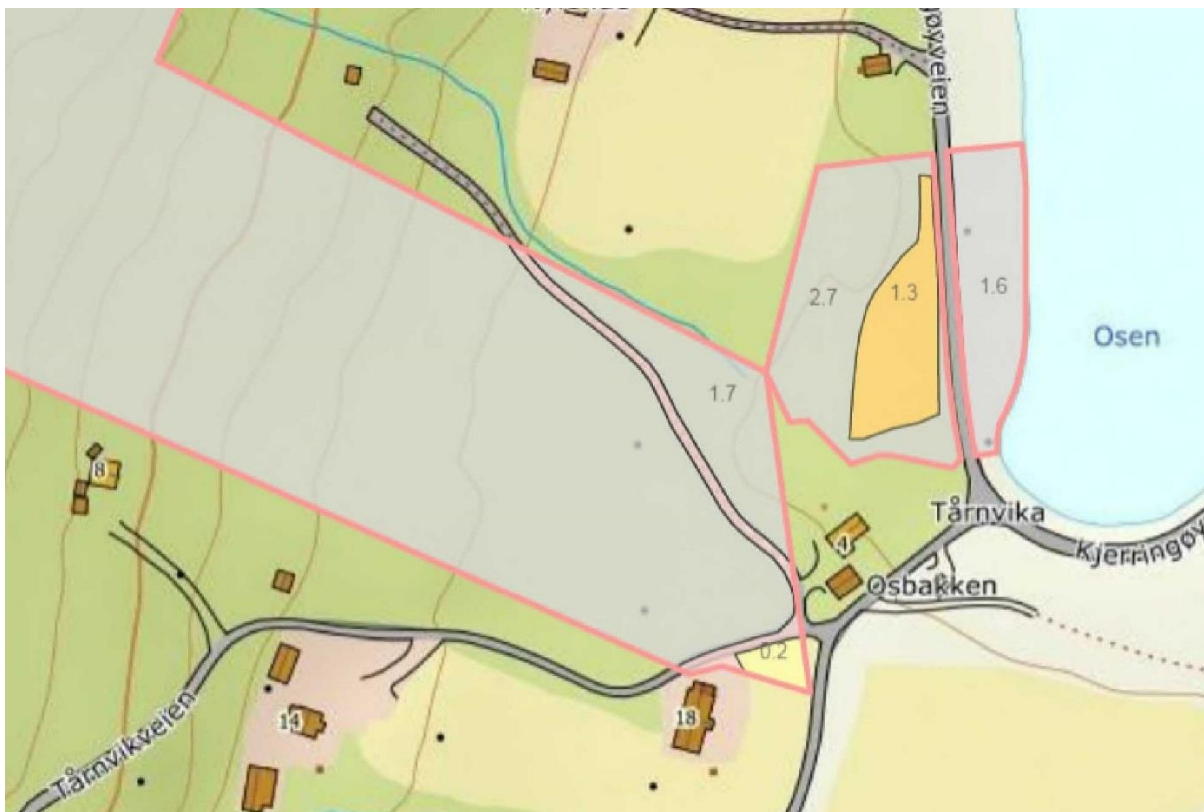 øyveien
2.7
1.3
1.6
Osen
1.7
8
Tårnvika
4
Kjerringøy
Osbakken
0.2
14
18
Tårnvikveien